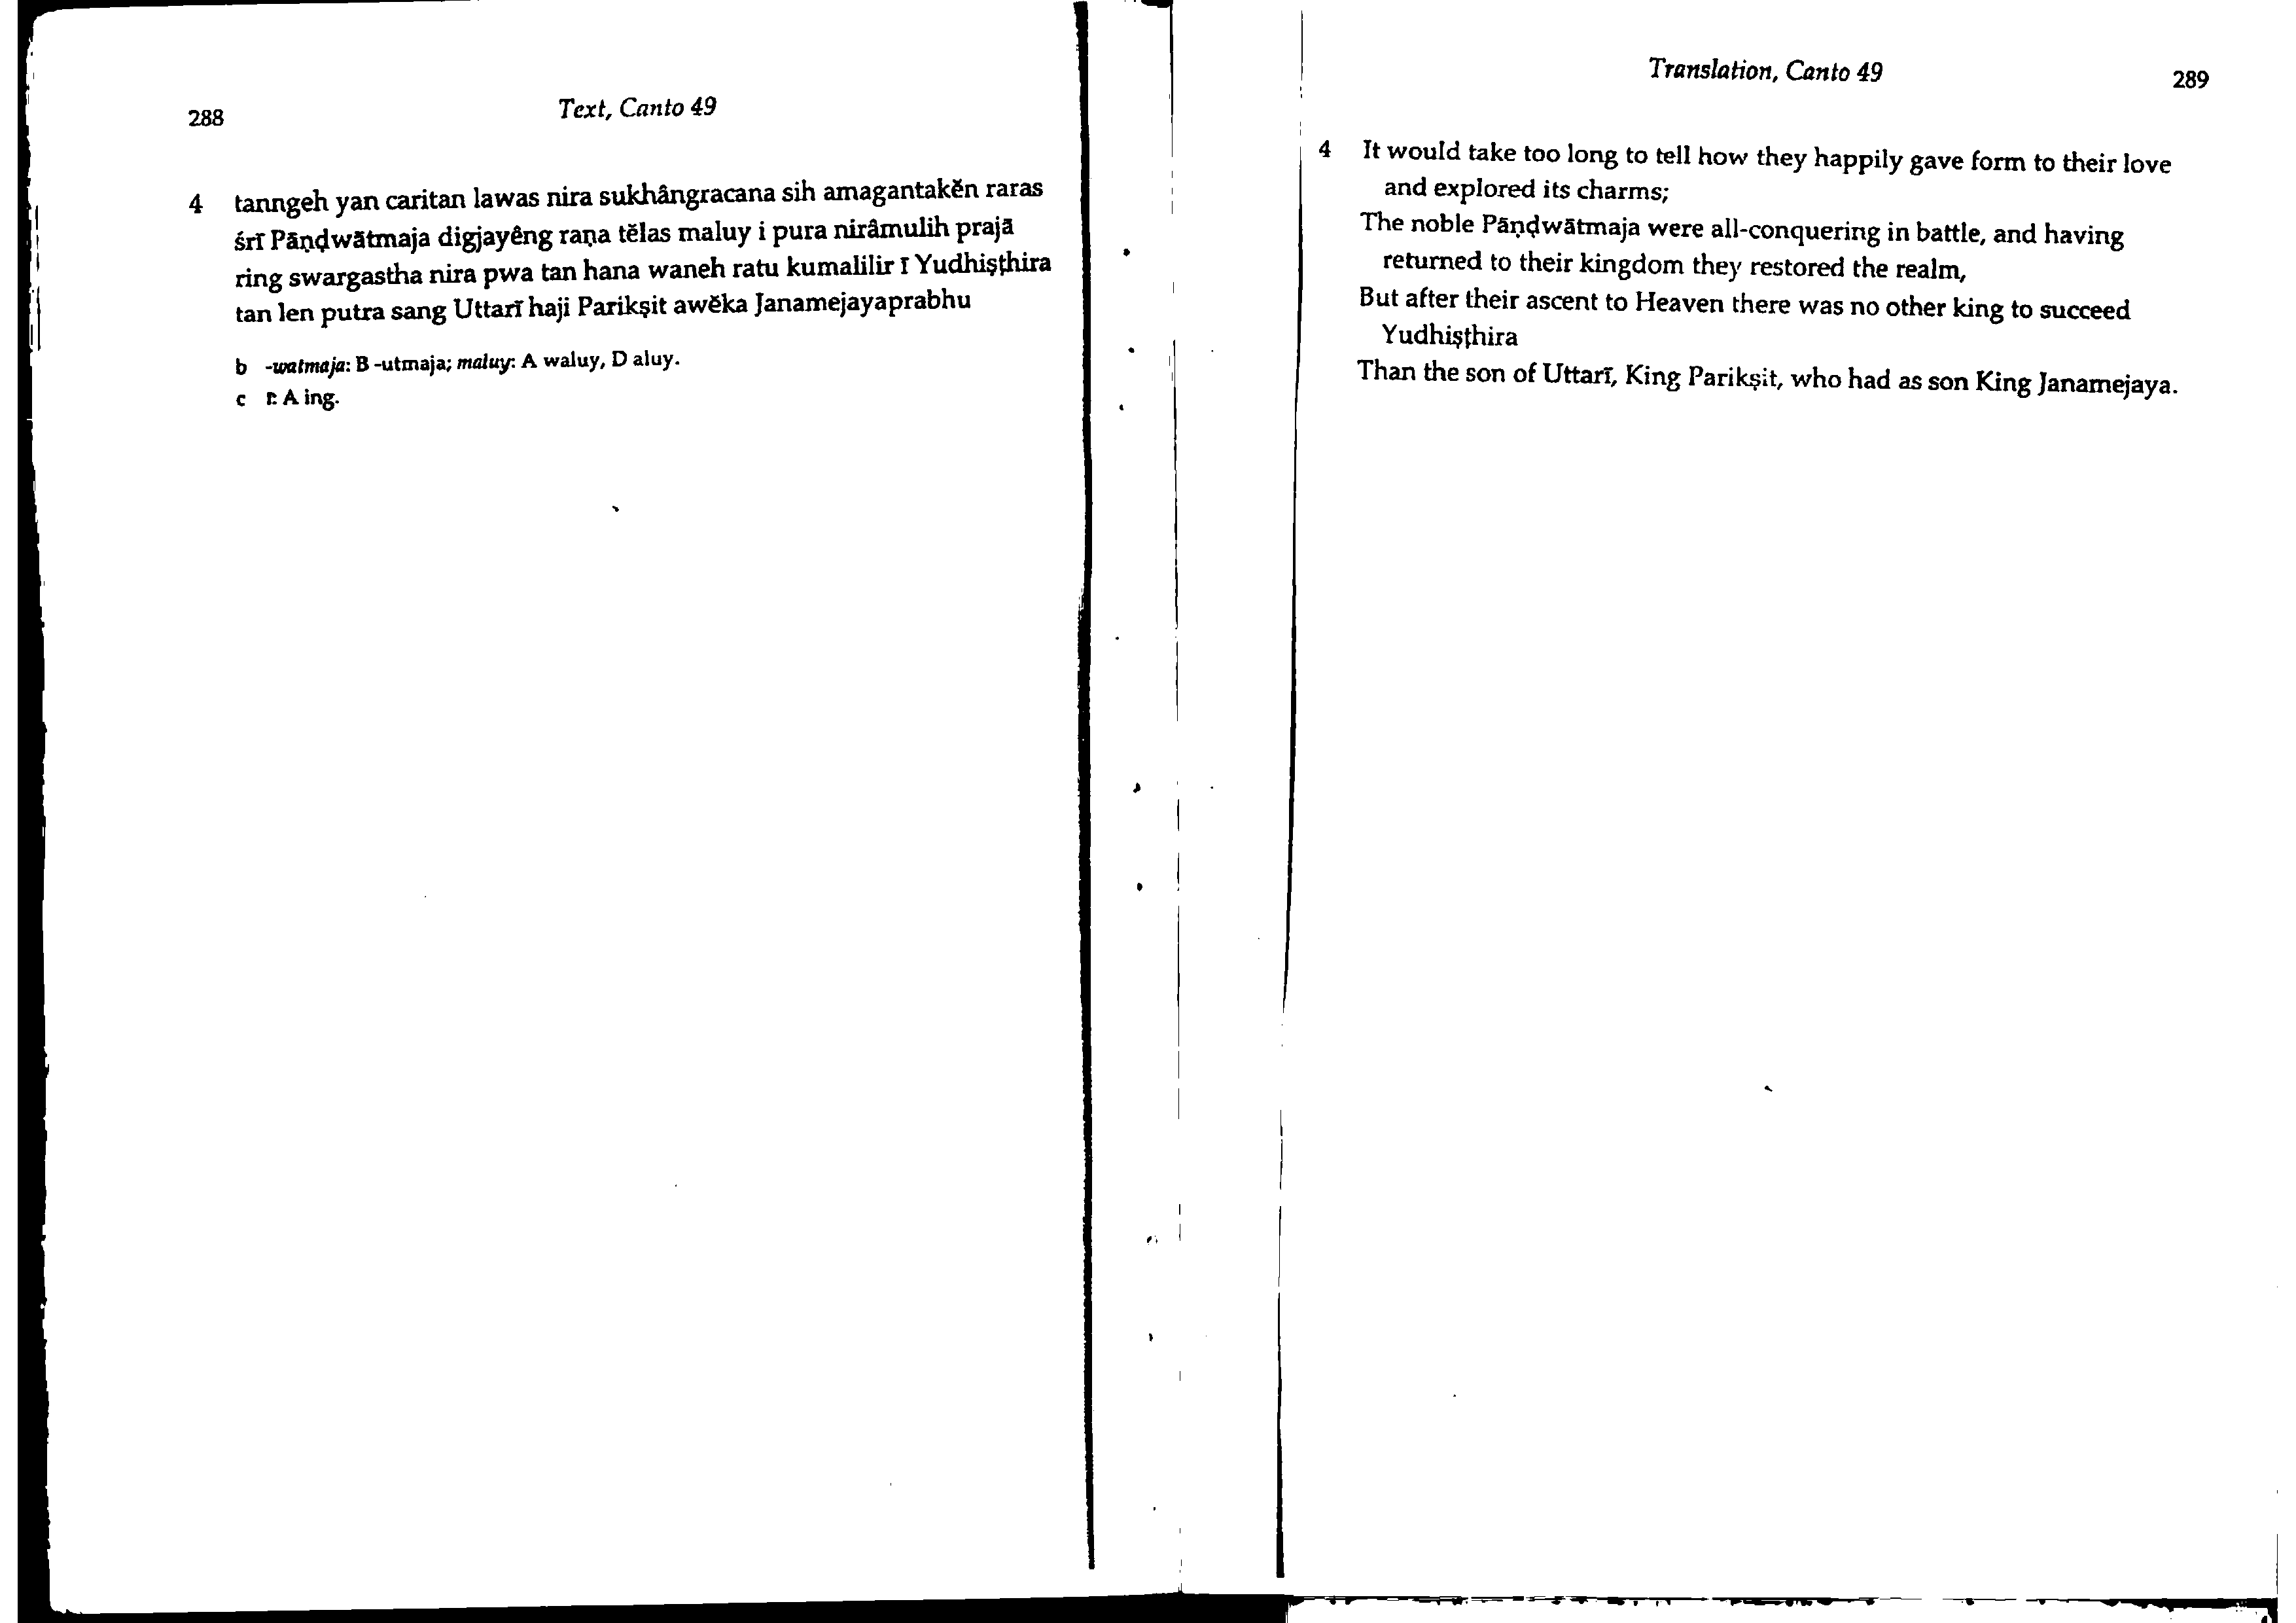 288
Text, Canto 49
4 tanngeh yan caritan lawas nira sukhângracana sih amagantakĕn raras
śrī Pāṇḍwātmaja digjayêng raṇa tĕlas maluy i pura nirâmulih prajā
ring swargastha nira pwa tan hana waneh ratu kumalilir ī Yudhiṣṭhira
tan len putra sang Uttarī haji Parikṣit awĕka Janamejayaprabhu
b -watmaja: B -utmaja; maluy: A waluy, D aluy.
c ī: A ing.
Translation, Canto 49
289
4 It would take too long to tell how they happily gave form to their love
and explored its charms;
The noble Pāṇḍwātmaja were all-conquering in battle, and having
returned to their kingdom they restored the realm,
But after their ascent to Heaven there was no other king to succeed
Yudhiṣṭhira
Than the son of Uttarī, King Parikṣit, who had as son King Janamejaya.